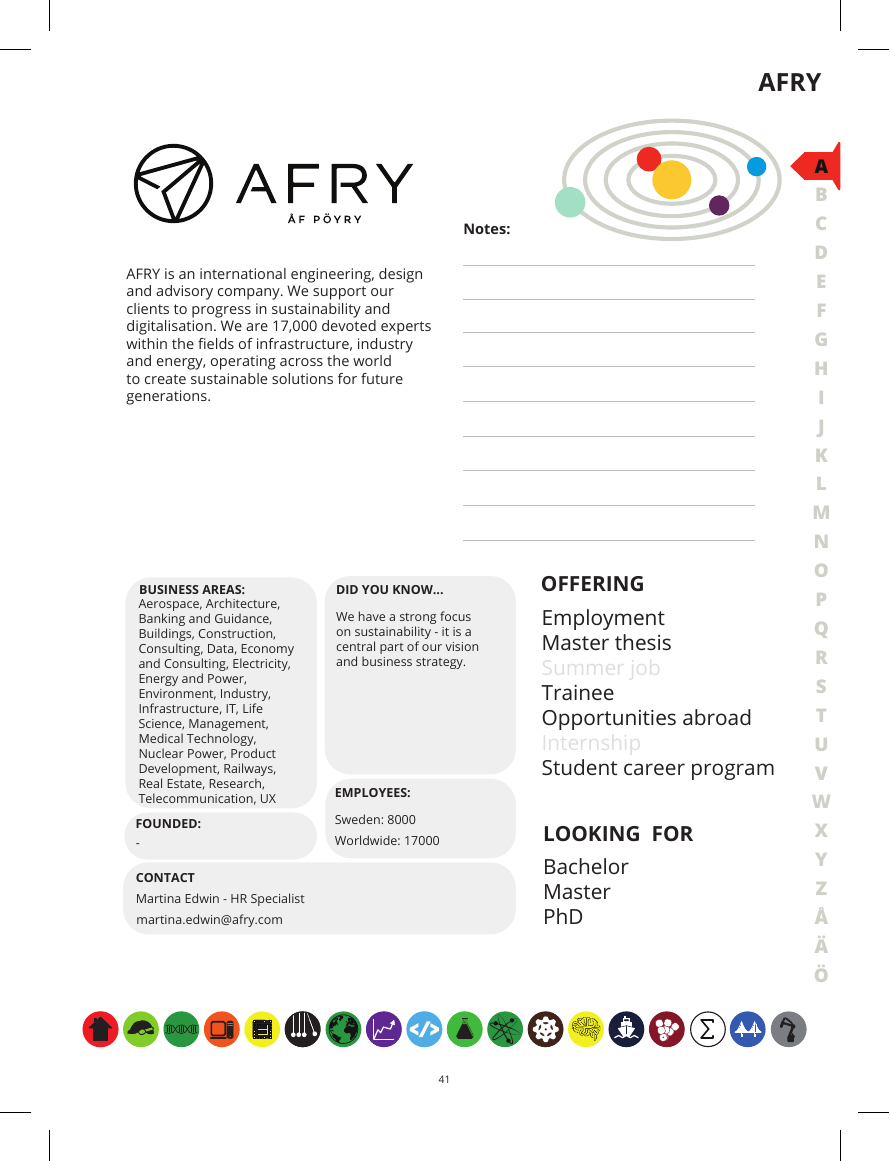 AFRY
AFRY
ÅF PÖYRY
Notes:
AFRY is an international engineering, design
and advisory company. We support our
clients to progress in sustainability and
digitalisation. We are 17,000 devoted experts
within the fields of infrastructure, industry
and energy, operating across the world
to create sustainable solutions for future
generations.
BUSINESS AREAS:
Aerospace, Architecture,
Banking and Guidance,
Buildings, Construction,
Consulting, Data, Economy
and Consulting, Electricity,
Energy and Power,
Environment, Industry,
Infrastructure, IT, Life
Science, Management,
Medical Technology,
Nuclear Power, Product
Development, Railways,
Real Estate, Research,
Telecommunication, UX
FOUNDED:
-
DID YOU KNOW...
We have a strong focus
on sustainability - it is a
central part of our vision
and business strategy.
EMPLOYEES:
Sweden: 8000
Worldwide: 17000
CONTACT
Martina Edwin - HR Specialist
martina.edwin@afry.com
OFFERING
Employment
Master thesis
Summer job
Trainee
Opportunities abroad
Internship
Student career program
LOOKING FOR
Bachelor
Master
PhD
A
B
C
D
E
F
G
H
I
J
K
L
M
N
O
P
Q
R
S
T
U
V
W
X
Y
Z
Å
Ä
Ö
</> Σ
41